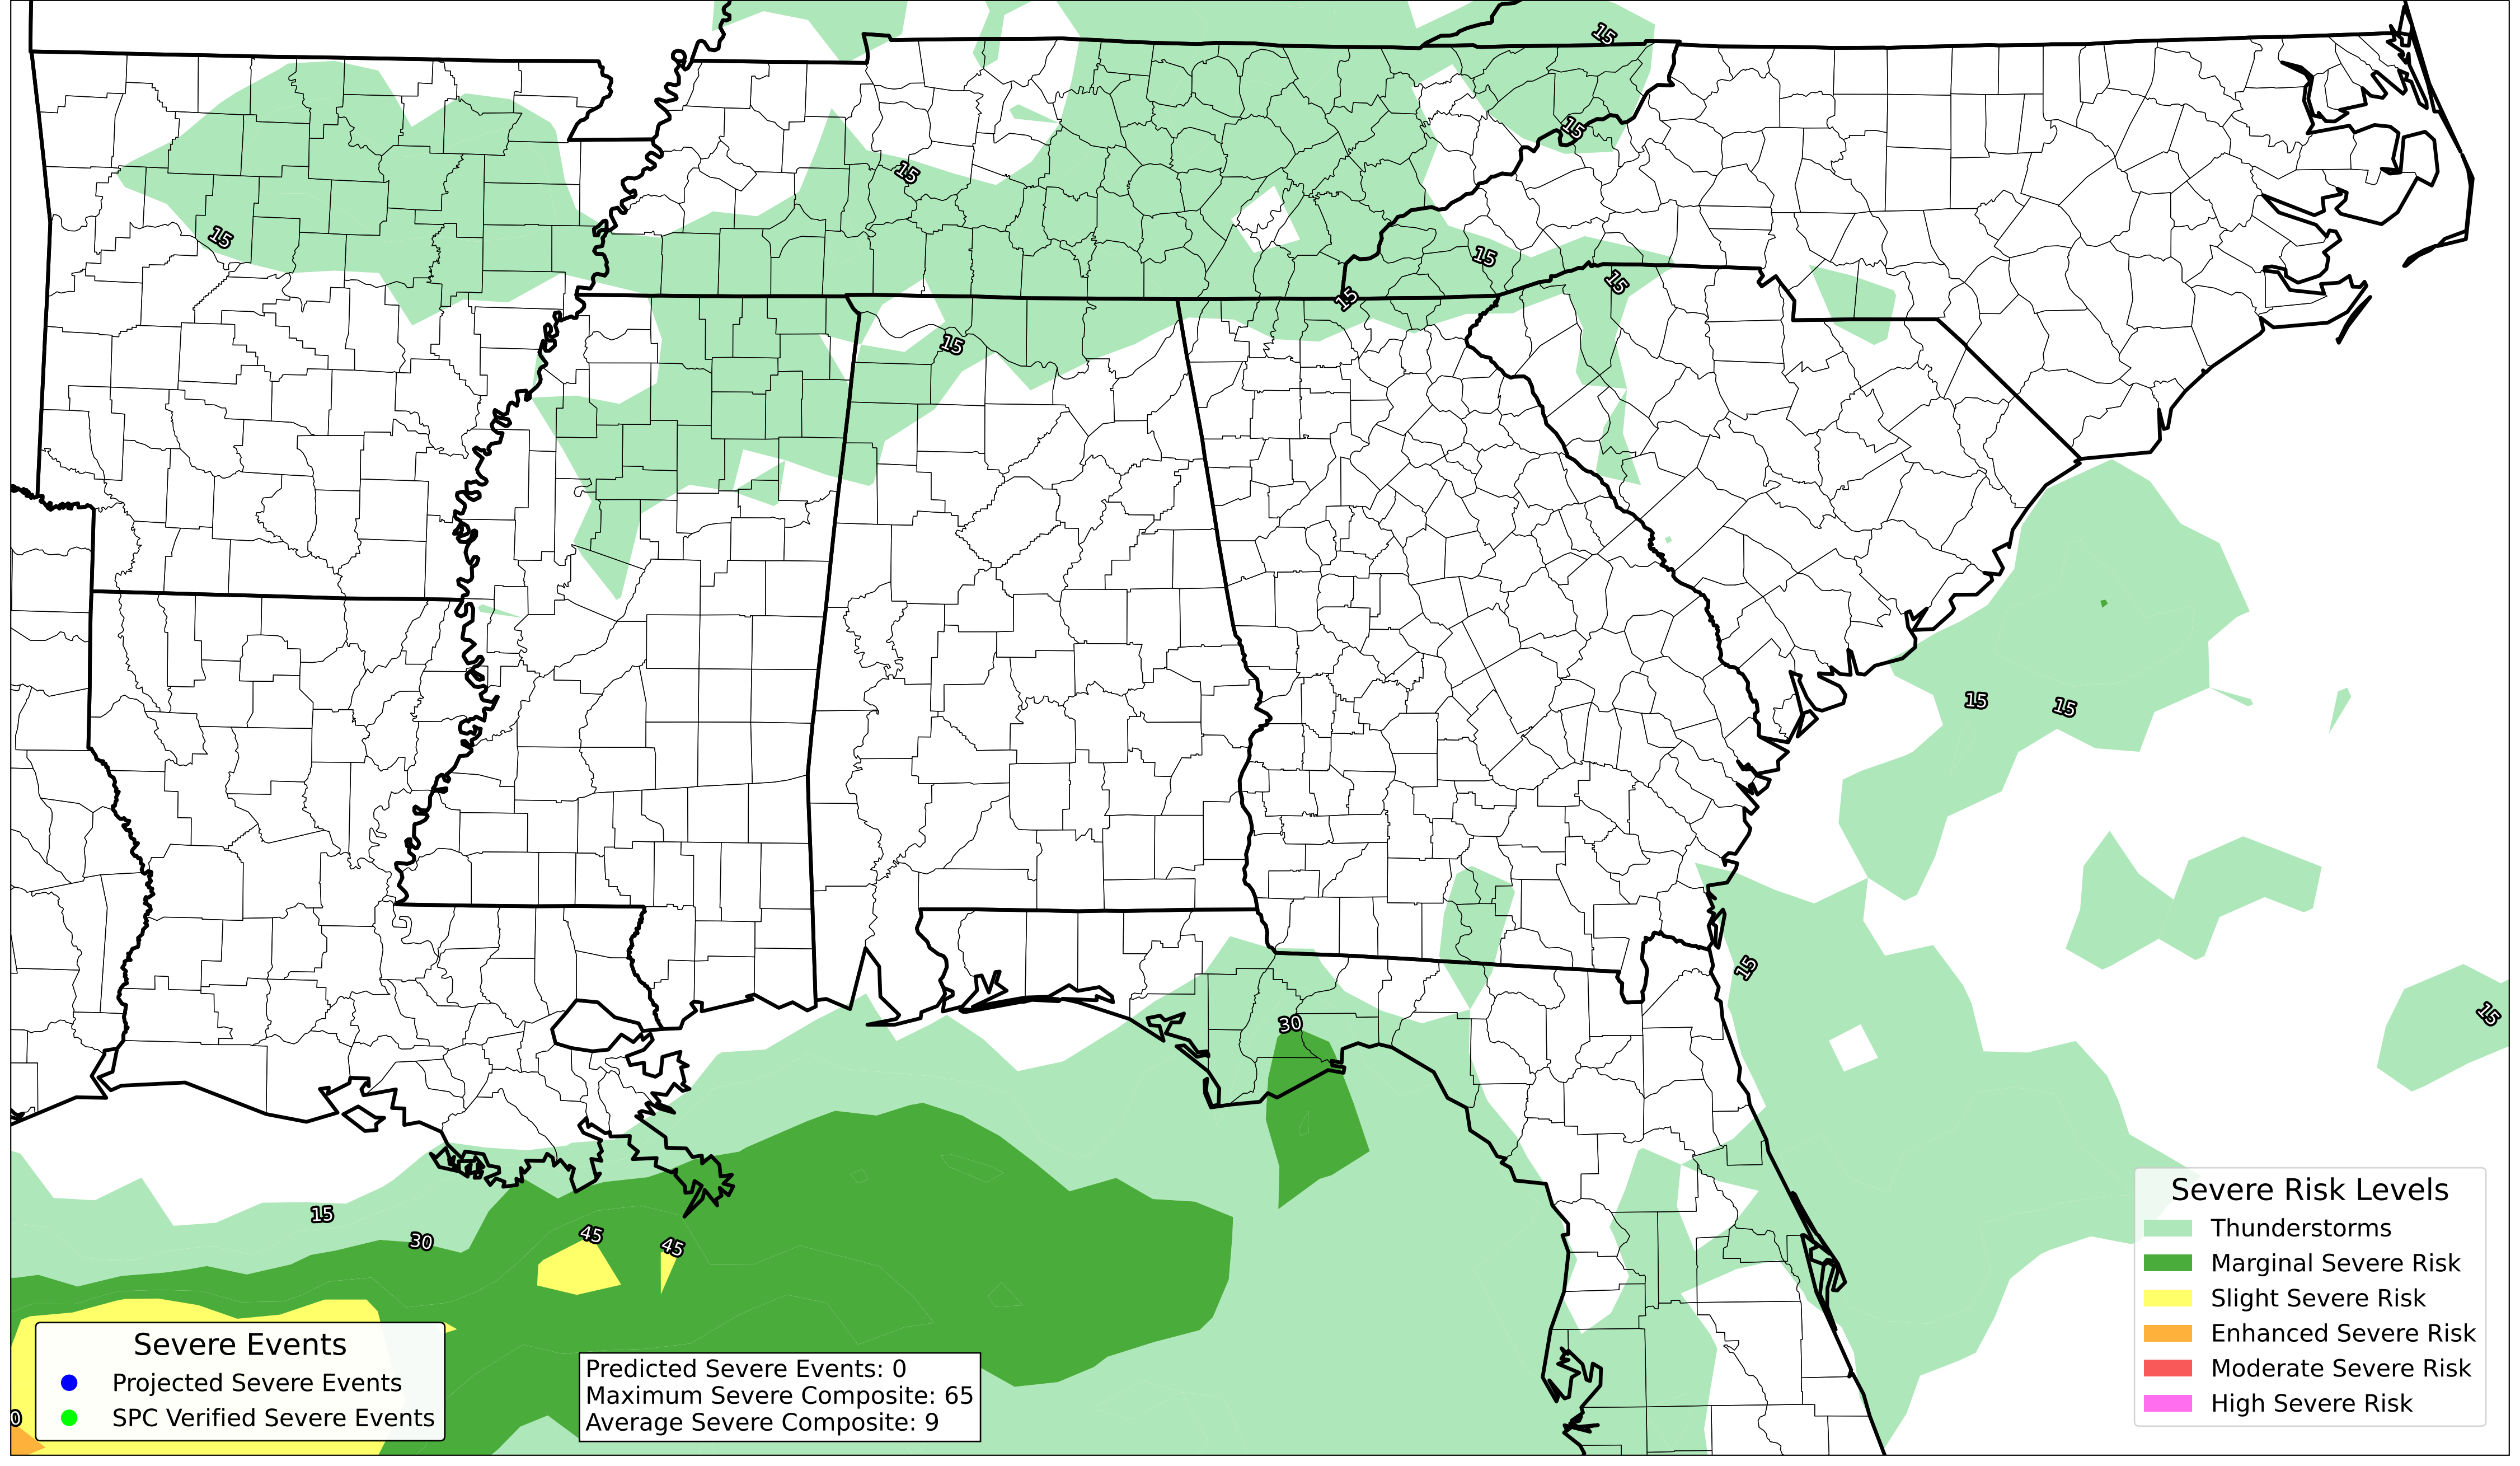 15
15
15
15
15
15
15
15
15
15
15
30
15
15
45
45
30
0
Severe Events
Projected Severe Events
SPC Verified Severe Events
Predicted Severe Events: 0
Maximum Severe Composite: 65
Average Severe Composite: 9
Severe Risk Levels
Thunderstorms
Marginal Severe Risk
Slight Severe Risk
Enhanced Severe Risk
Moderate Severe Risk
High Severe Risk